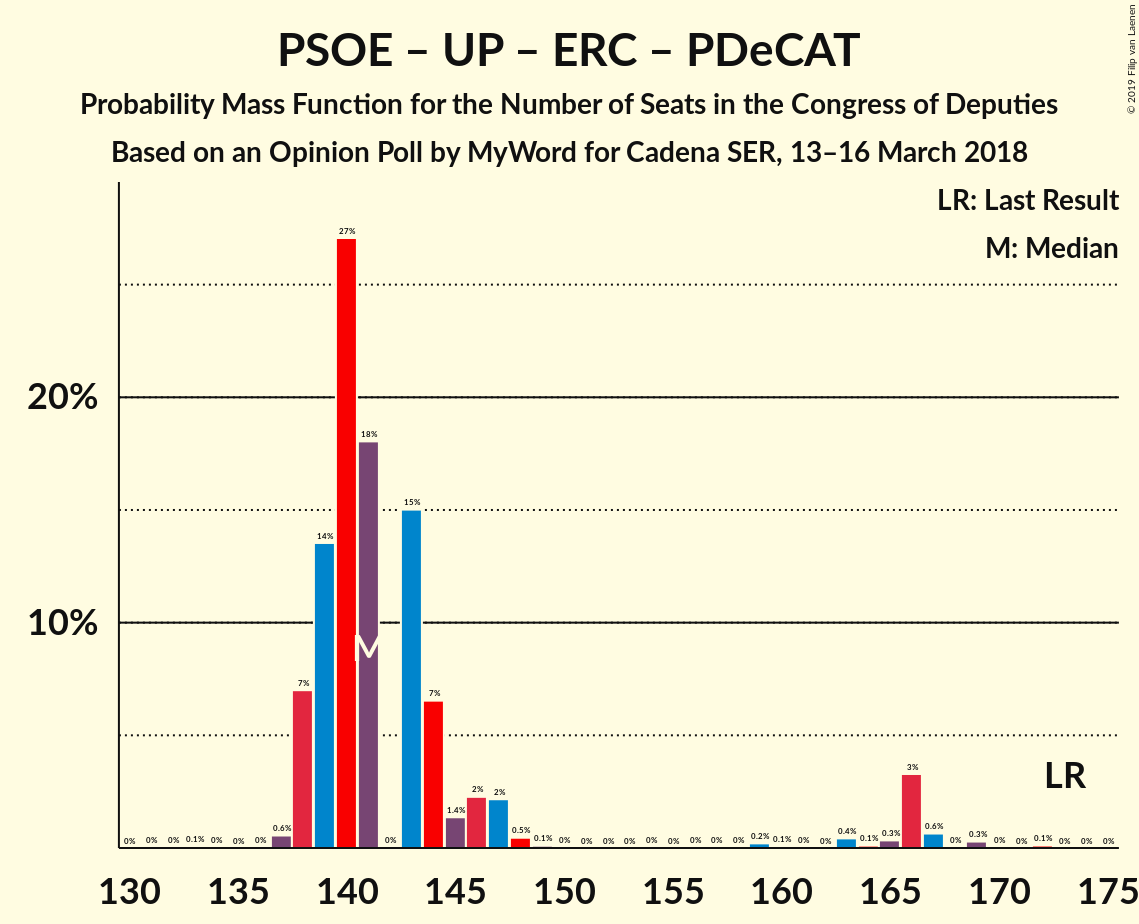 PSOE – UP – ERC – PDeCAT
Probability Mass Function for the Number of Seats in the Congress of Deputies
Based on an Opinion Poll by MyWord for Cadena SER, 13–16 March 2018
© 2019 Filip van Laenen
LR: Last Result
M: Median
20%
10%
0% 0% 0% 0.1% 0% 0% 0% 0.6% 7% 14% 27% 18% 0% 15% 7% 1.4% 2% 2% 0.5% 0.1% 0% 0% 0% 0% 0% 0% 0% 0% 0% 0.2% 0.1% 0% 0% 0.4% 0.1% 0.3% 3% 0.6% 0% 0.3% 0% 0% 0.1% 0% 0% 0%
M
LR
130 135 140 145 150 155 160 165 170 175